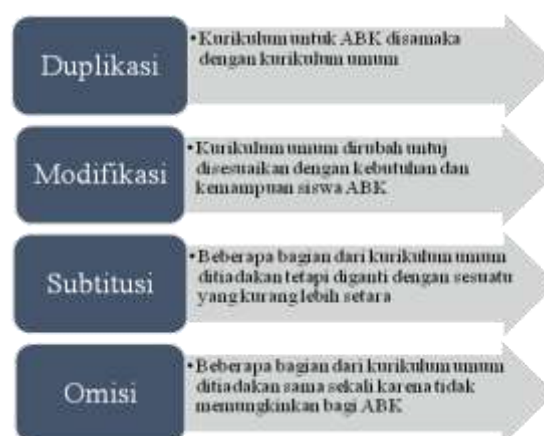 Duplikasi
•Kurikulum untuk ABK disamaka
dengan kurikulum umum
Modifikasi
•Kurikulum umum dirubah untuj
disesuaikan dengan kebutuhan dan
kemampuan siswa ABK
Subtitusi
•Beberapa bagian dari kurikulum umum
ditiadakan tetapi diganti dengan sesuatu
yang kurang lebih setara
Omisi
•Beberapa bagian dari kurikulum umum
ditiadakan sama sekali karena tidak
memungkinkan bagi ABK